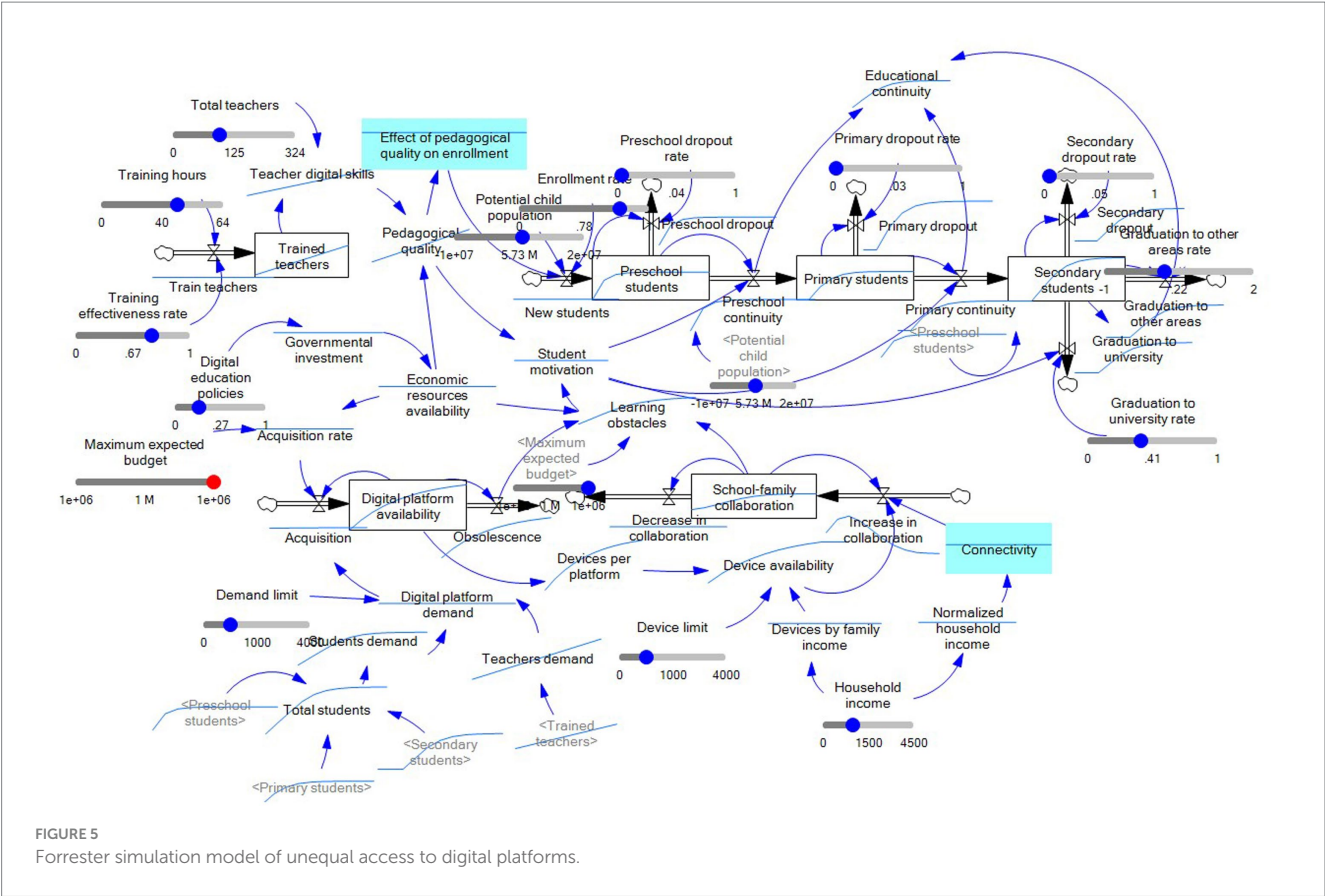 Total teachers
0 125 324
Training hours
0 40 64
Teacher digital skills
Effect of pedagogical
quality on enrollment
Trained
teachers
Train teachers
Training
effectiveness rate
0 .67 1
Pedagogical
quality
Enrollment rate
0 .78
Potential child
population
-1e+07 5.73 M 2e+07
Preschool dropout
rate
0 .04 1
Preschool dropout
Preschool
students
New students
Preschool
continuity
<Potential
child
population>
-1e+07 5.73 M 2e+07
Educational
continuity
Primary dropout rate
0 .03 1
Primary dropout
Primary students
Primary continuity
<Preschool
students>
Secondary
dropout rate
0 .05 1
Secondary
dropout
Graduation to other
areas rate
-1 .22 2
Secondary
students
Graduation to
other areas
Graduation to
university
Graduation to
university rate
0 .41 1
Governmental
investment
Digital
education
policies
0 .27 1
Economic
resources
availability
Student
motivation
Learning
obstacles
Acquisition rate
Maximum expected
budget
1e+06 1 M 1e+06
<Maximum
expected
budget>
1 M 1e+06
Digital platform
availability
Acquisition
Obsolescence
School-family
collaboration
Decrease in
collaboration
Increase in
collaboration
Connectivity
Devices per
platform
Device availability
Demand limit
0 1000 4000
Digital platform
demand
Students demand
Teachers demand
Device limit
0 1000 4000
Devices by family
income
Normalized
household
income
Household
income
0 1500 4500
<Preschool
students>
Total students
<Secondary
students>
<Trained
teachers>
<Primary students>
FIGURE 5
Forrester simulation model of unequal access to digital platforms.